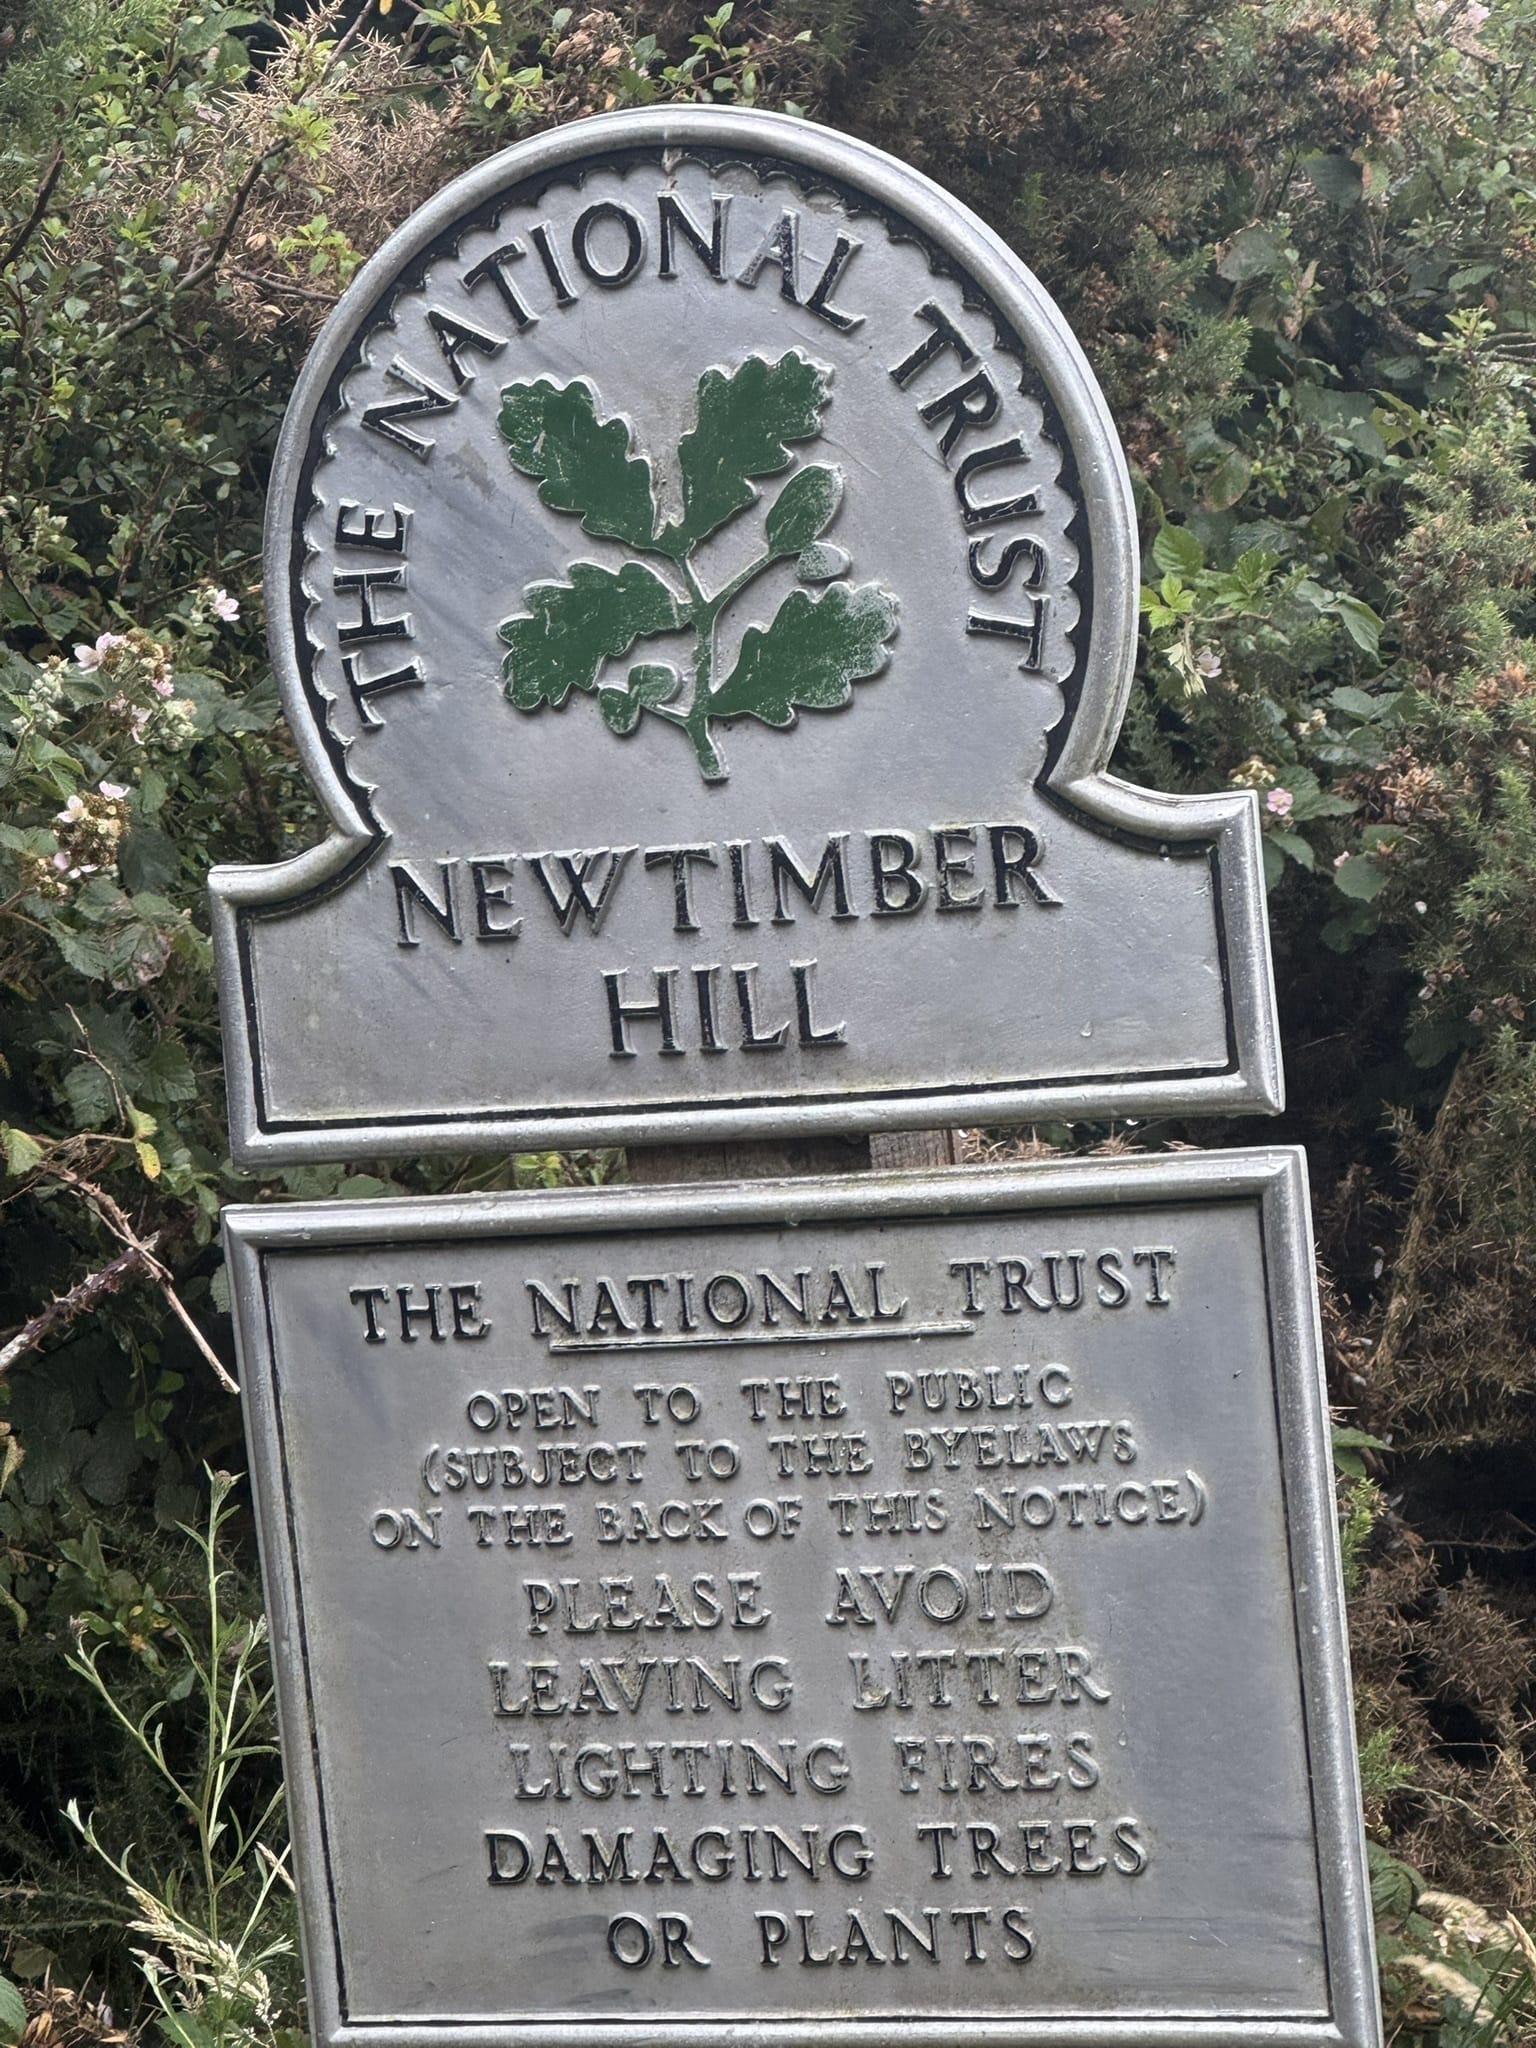 THE NATIONAL TRUST
NEWTIMBER
HILL
THE NATIONAL TRUST
OPEN TO THE PUBLIC
(SUBJECT TO THE BYELAWS
ON THE BACK OF THIS NOTICE)
PLEASE AVOID
LEAVING LITTER
LIGHTING FIRES
DAMAGING TREES
OR PLANTS